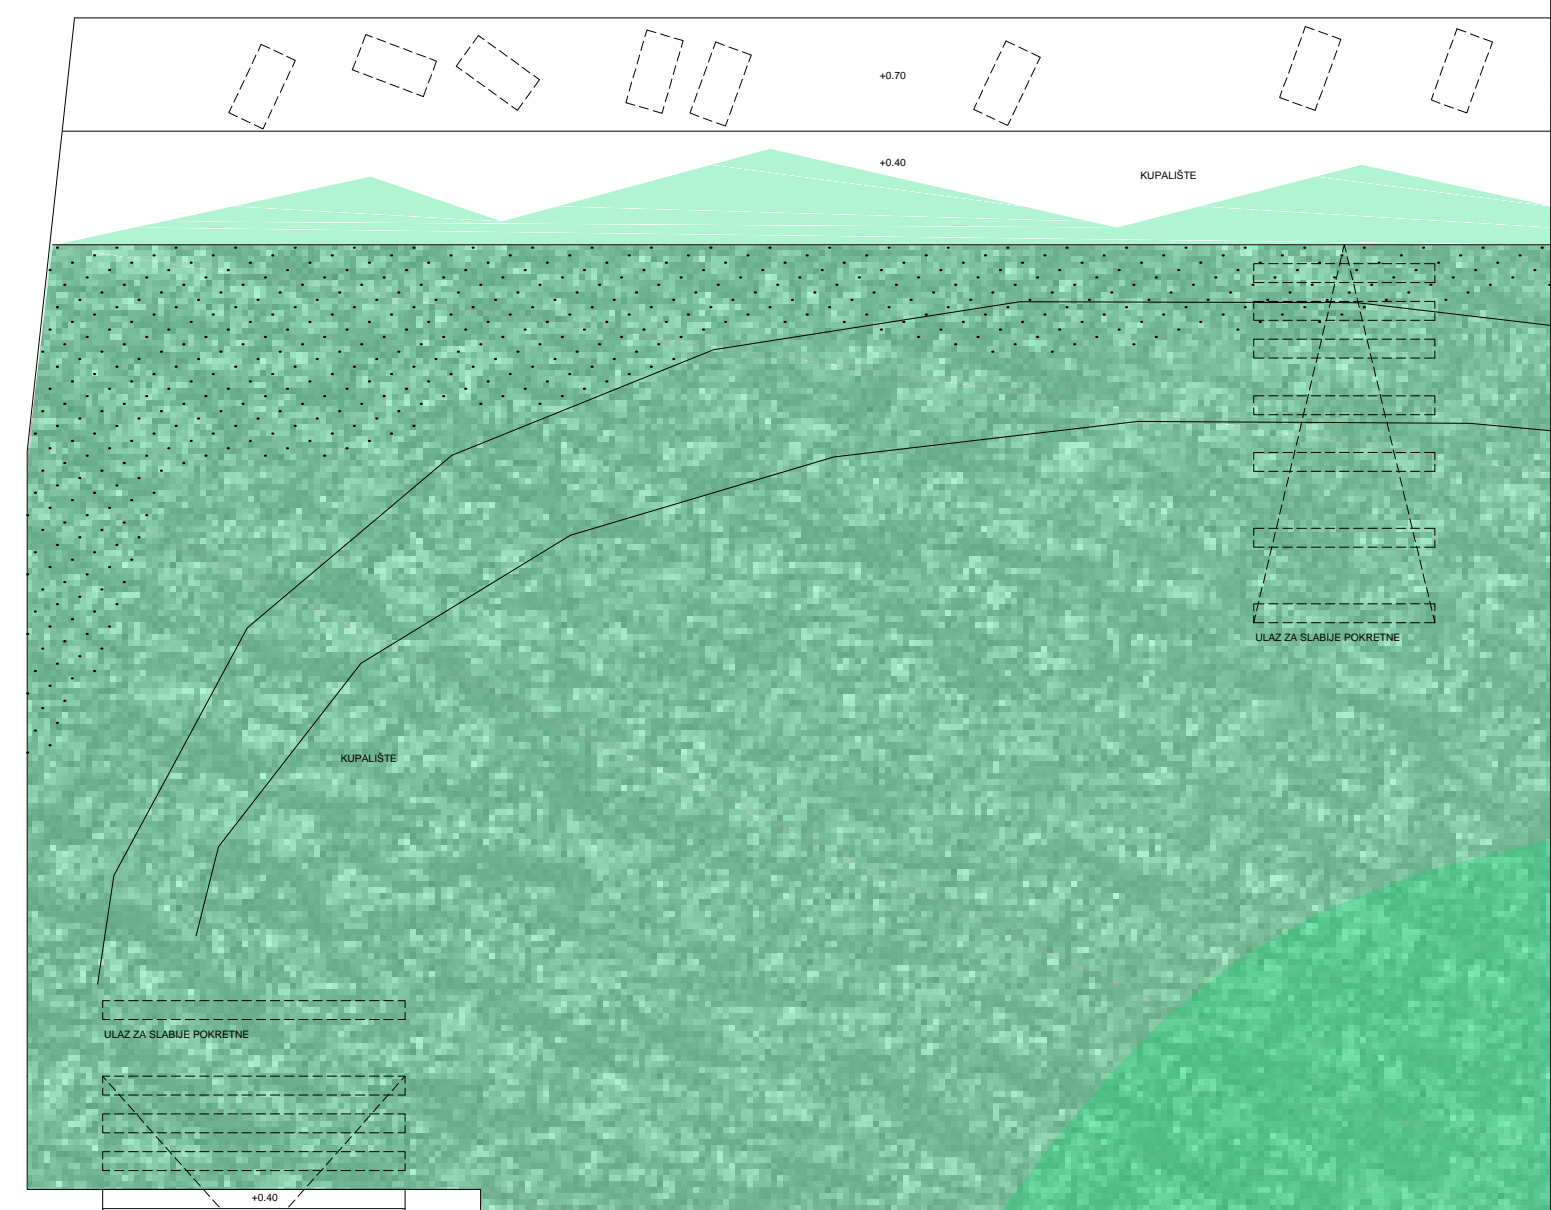 +0.70
+0.40
KUPALIŠTE
ULAZ ZA SLABIJE POKRETNE
KUPALIŠTE
ULAZ ZA SLABIJE POKRETNE
+0.40